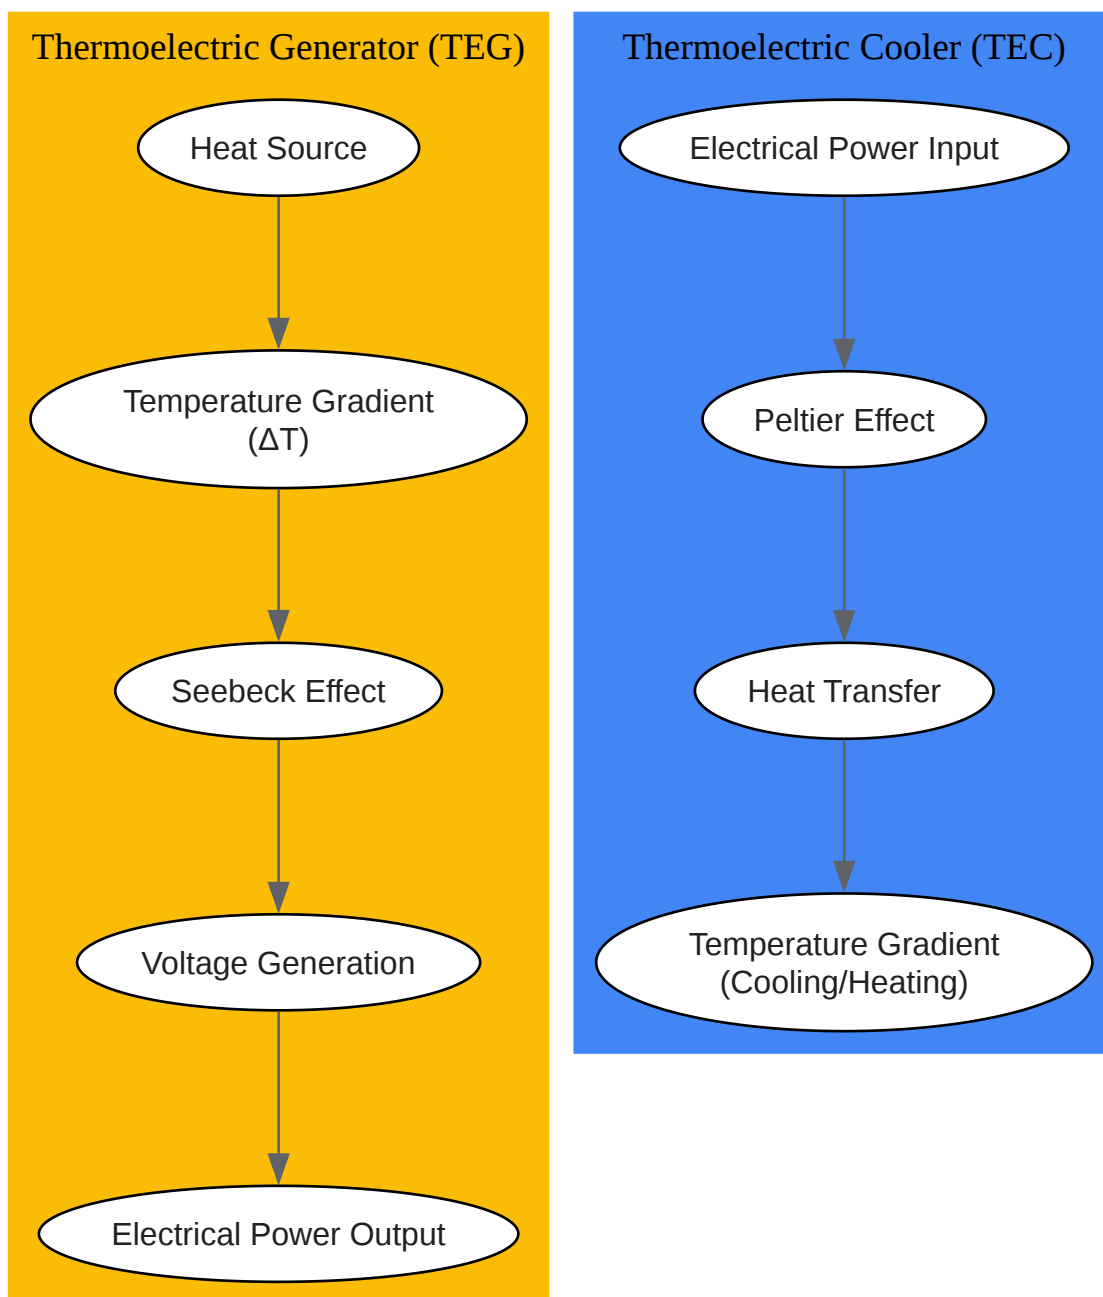 Thermoelectric Generator (TEG)
Heat Source
Temperature Gradient
(ΔT)
Seebeck Effect
Voltage Generation
Electrical Power Output
Thermoelectric Cooler (TEC)
Electrical Power Input
Peltier Effect
Heat Transfer
Temperature Gradient
(Cooling/Heating)